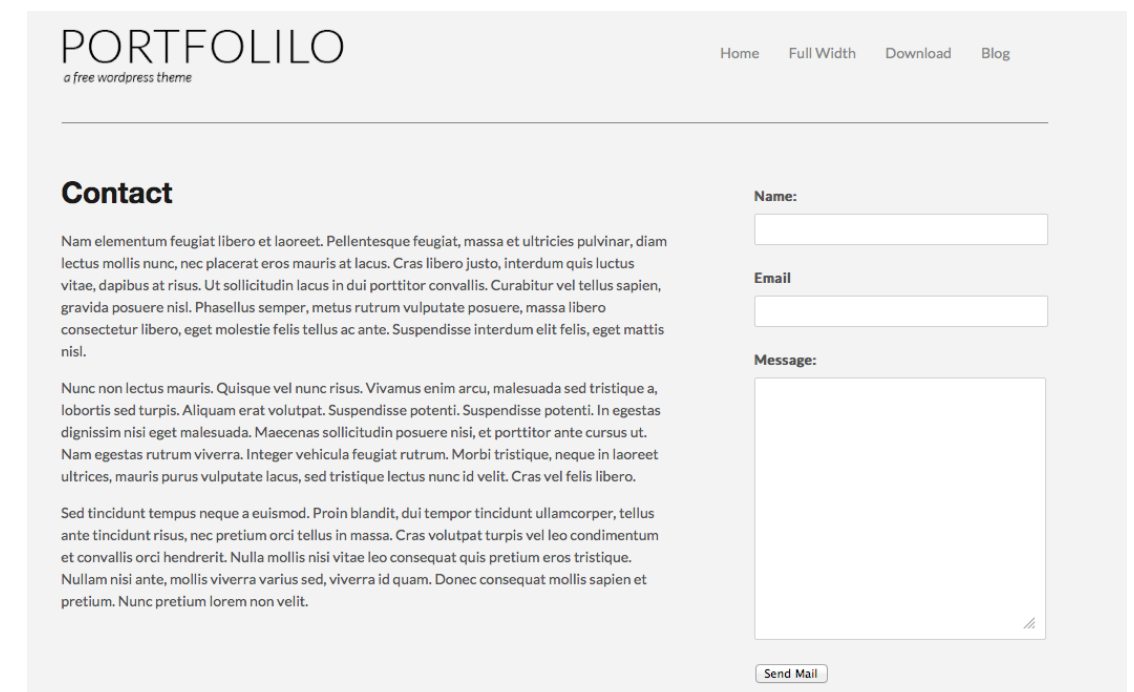 PORTFOLILO
a free wordpress theme
Home Full Width Download Blog
Contact
Nam elementum feugiat libero et laoreet. Pellentesque feugiat, massa et ultricies pulvinar, diam
lectus mollis nunc, nec placerat eros mauris at lacus. Cras libero justo, interdum quis luctus
vitae, dapibus at risus. Ut sollicitudin lacus in dui porttitor convallis. Curabitur vel tellus sapien,
gravida posuere nisl. Phasellus semper, metus rutrum vulputate posuere, massa libero
consectetur libero, eget molestie felis tellus ac ante. Suspendisse interdum elit felis, eget mattis
nisl.
Nunc non lectus mauris. Quisque vel nunc risus. Vivamus enim arcu, malesuada sed tristique a,
lobortis sed turpis. Aliquam erat volutpat. Suspendisse potenti. Suspendisse potenti. In egestas
dignissim nisi eget malesuada. Maecenas sollicitudin posuere nisi, et porttitor ante cursus ut.
Nam egestas rutrum viverra. Integer vehicula feugiat rutrum. Morbi tristique, neque in laoreet
ultrices, mauris purus vulputate lacus, sed tristique lectus nunc id velit. Cras vel felis libero.
Sed tincidunt tempus neque a euismod. Proin blandit, dui tempor tincidunt ullamcorper, tellus
ante tincidunt risus, nec pretium orci tellus in massa. Cras volutpat turpis vel leo condimentum
et convallis orci hendrerit. Nulla mollis nisi vitae leo consequat quis pretium eros tristique.
Nullam nisi ante, mollis viverra varius sed, viverra id quam. Donec consequat mollis sapien et
pretium. Nunc pretium lorem non velit.
Name:
Email
Message:
Send Mail